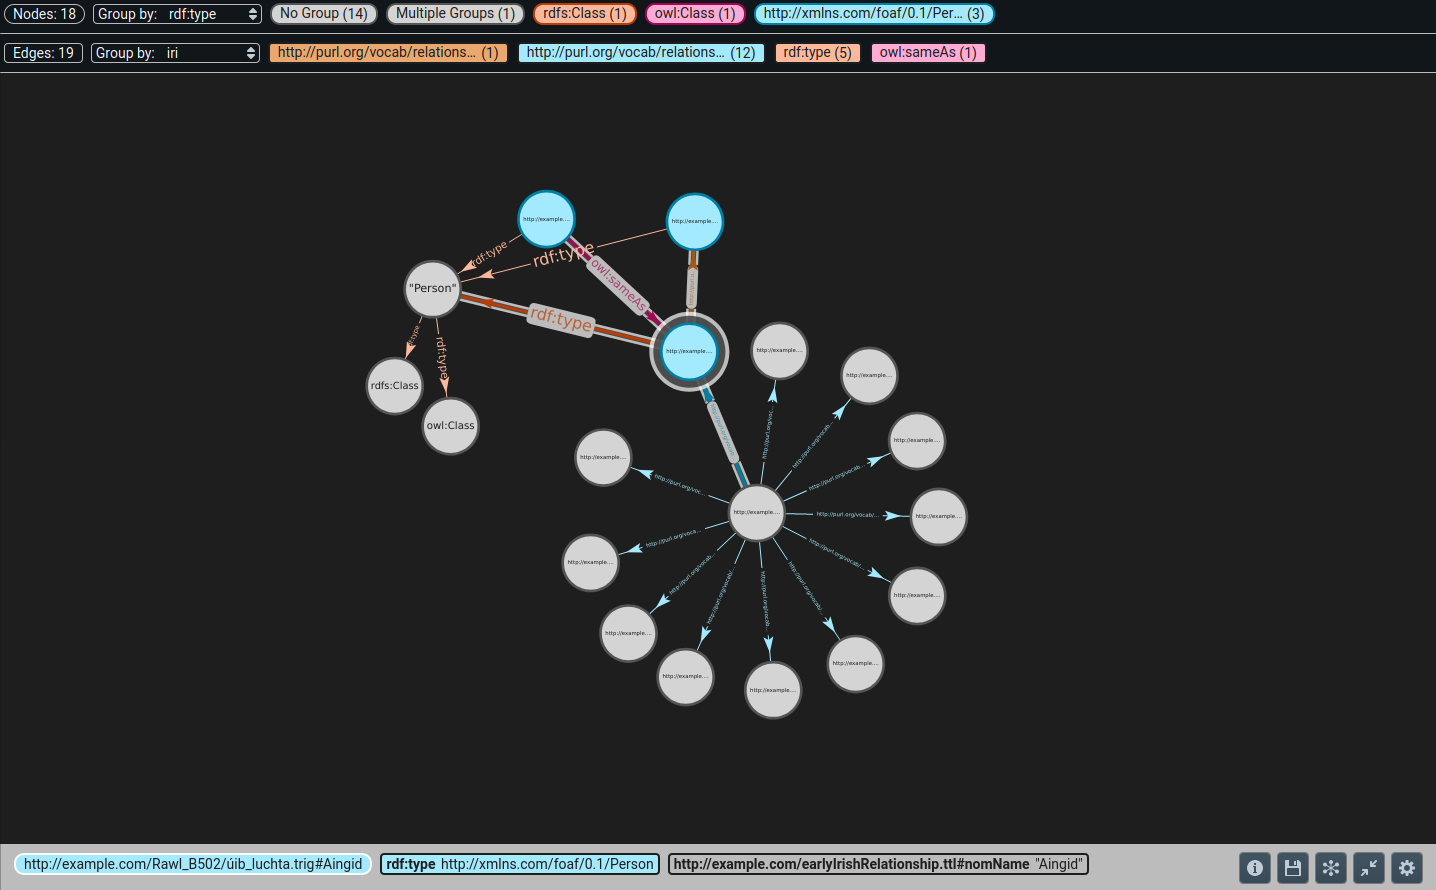 Nodes: 18 Group by: rdf:type No Group (14) Multiple Groups (1) rdfs:Class (1) owl:Class (1) http://xmlns.com/foaf/0.1/Per... (3)
Edges: 19 Group by: iri http://purl.org/vocab/relations... (1) http://purl.org/vocab/relations... (12) rdf:type (5) owl:sameAs (1)
http://example....
http://example....
rdf:type
rdf:type
owl:sameAs
"Person"
rdf:type
http://example....
http://example....
http://example....
rdf:type
rdfs:Class
owl:Class
http://example....
http://example....
http://purl.org/voc...
http://purl.org/vocab...
http://purl.org/vocab...
http://purl.org/voc...
http://example....
http://purl.org/vocab/...
http://example....
http://purl.org/voca...
http://purl.org/vocab/...
http://example....
http://purl.org/vocab...
http://purl.org/vocab/...
http://purl.org/vocab...
http://purl.org/vocab/...
http://example....
http://example....
http://example....
http://example....
http://example....
http://example....
http://example.com/Rawl_B502/úib_luchta.trig#Aingid rdf:type http://xmlns.com/foaf/0.1/Person http://example.com/earlyIrishRelationship.ttl#nomName "Aingid"